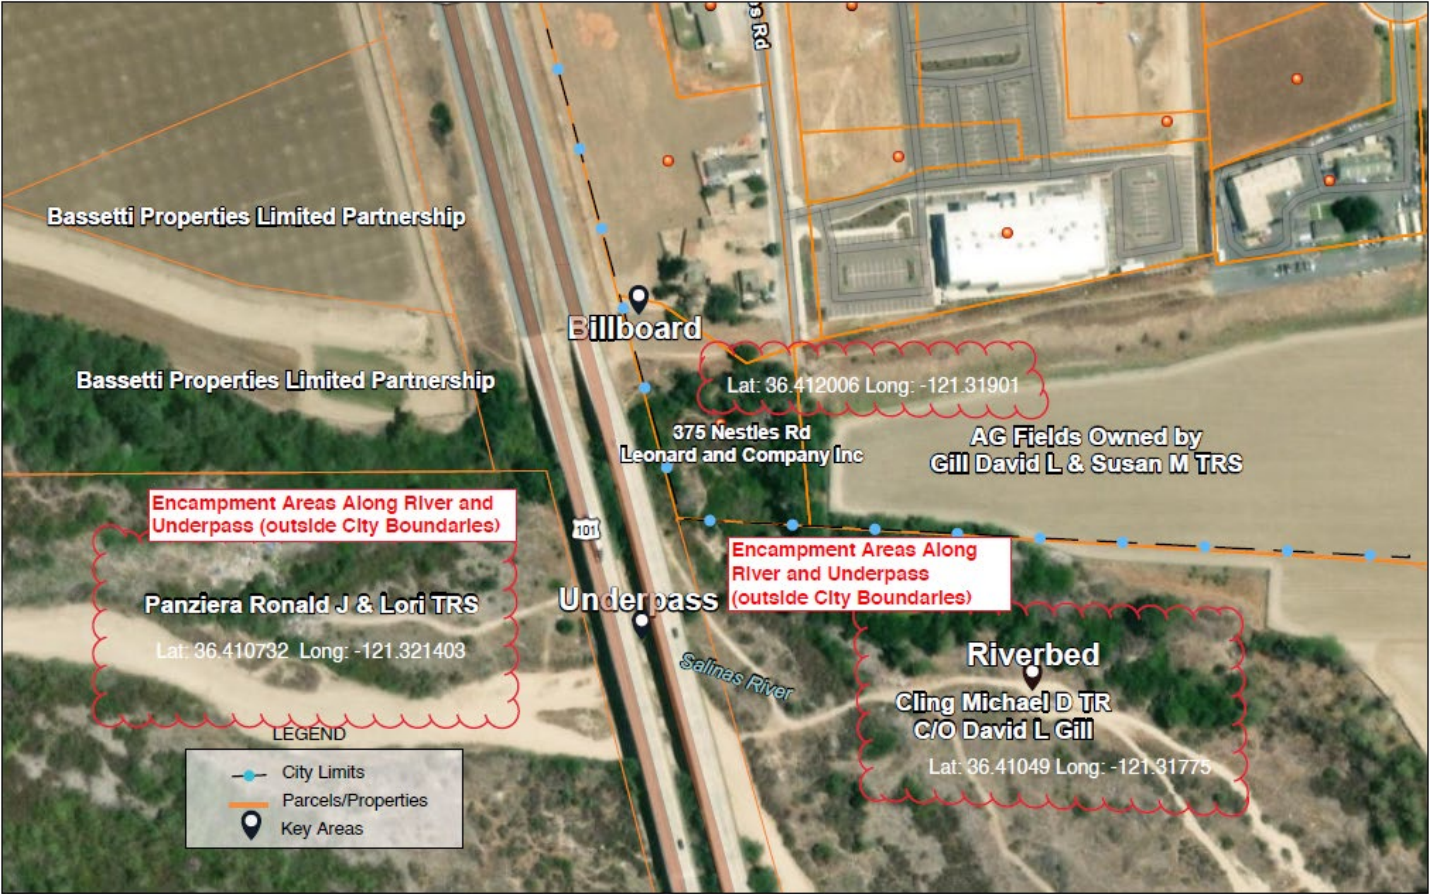 os Rd
Bassetti Properties Limited Partnership
Billboard
Bassetti Properties Limited Partnership
Lat: 36.412006 Long: -121.31901
375 Nestles Rd
Leonard and Company Inc
AG Fields Owned by
Gill David L & Susan M TRS
Encampment Areas Along River and
Underpass (outside City Boundaries)
101
Encampment Areas Along
River and Underpass
(outside City Boundaries)
Panziera Ronald J & Lori TRS
Lat: 36.410732 Long: -121.321403
Underpass
Salinas River
Riverbed
Cling Michael D TR
C/O David L Gill
Lat: 36.41049 Long: -121.31775
LEGEND
City Limits
Parcels/Properties
Key Areas